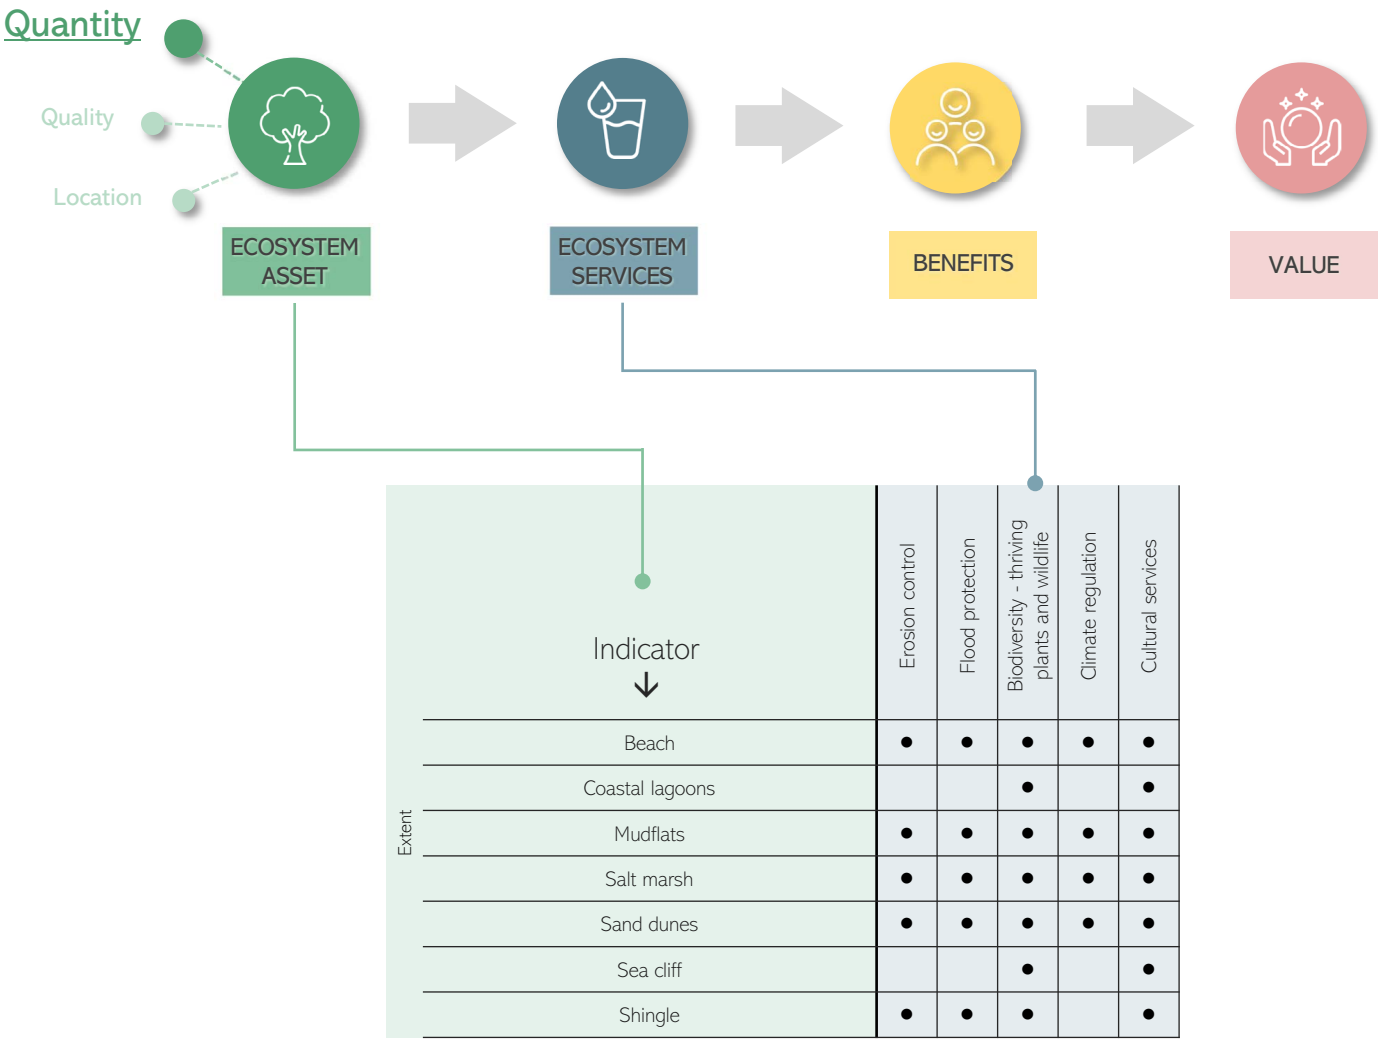 Quantity
Quality
Location
ECOSYSTEM
ASSET
ECOSYSTEM
SERVICES
BENEFITS
VALUE
Indicator
Erosion control
Flood protection
Biodiversity - thriving
plants and wildlife
Climate regulation
Cultural services
Extent
Beach
Coastal lagoons
Mudflats
Salt marsh
Sand dunes
Sea cliff
Shingle